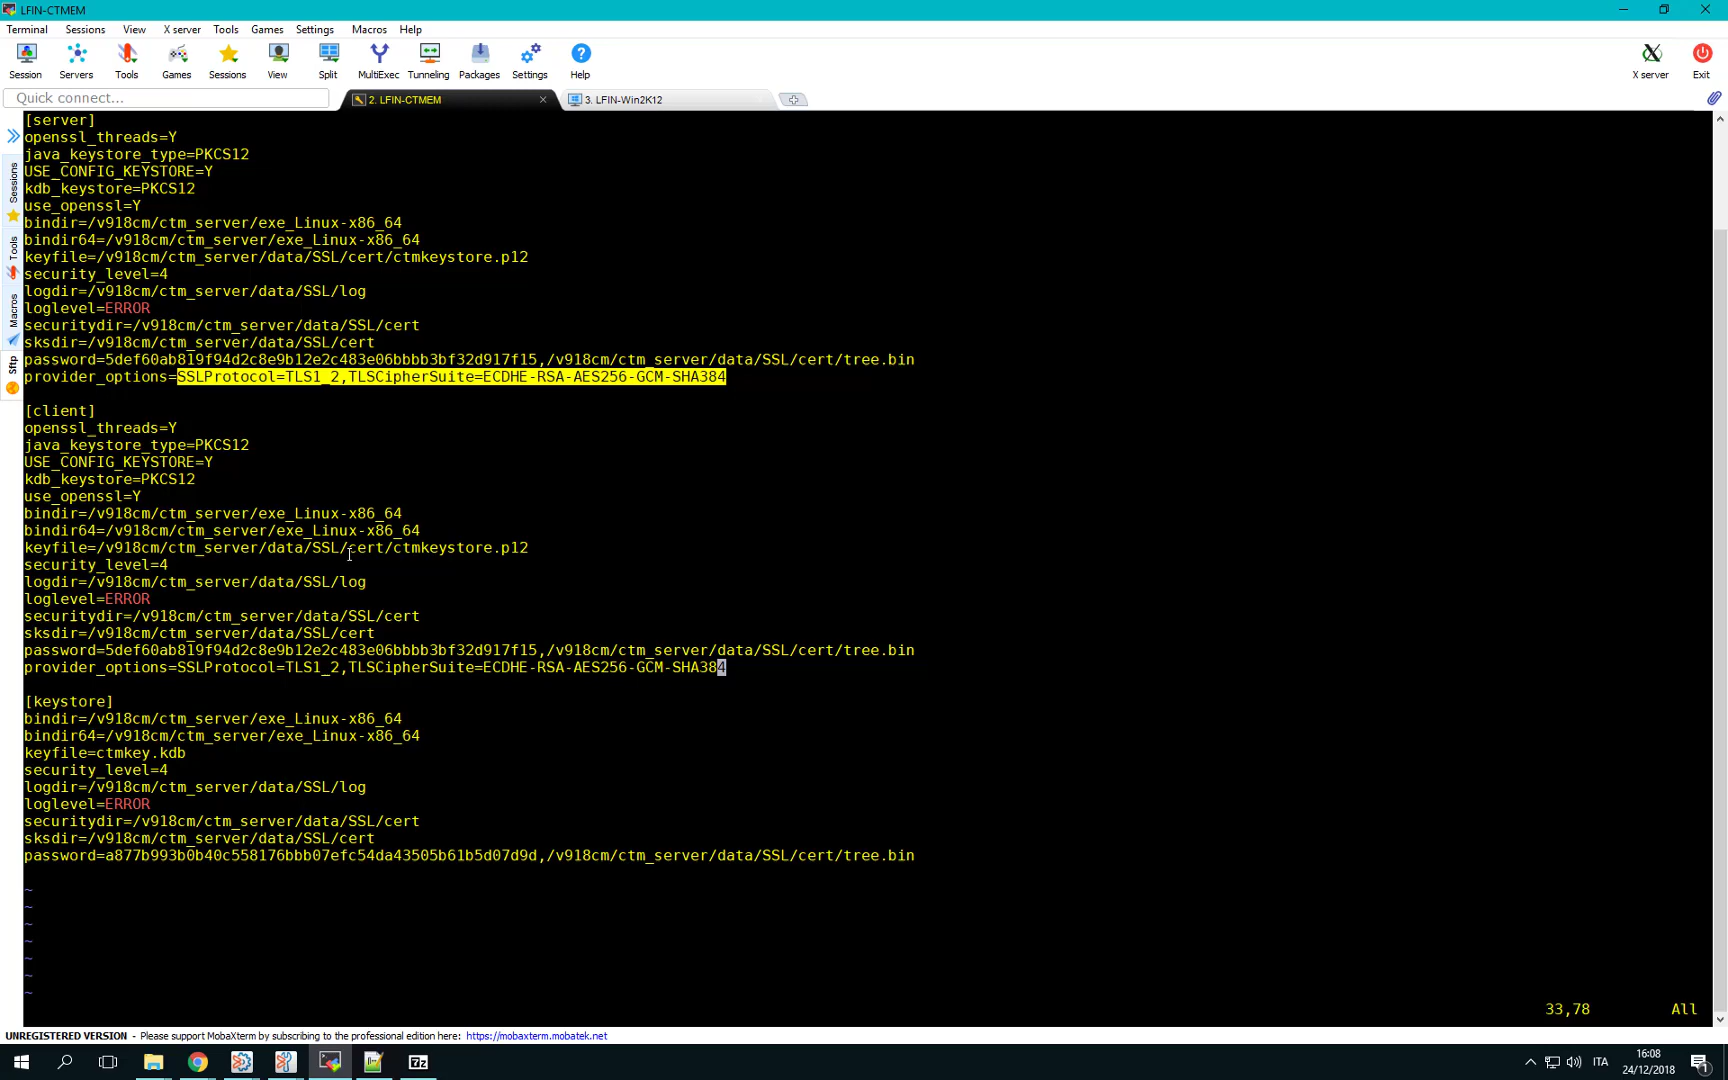 LFIN-CTMEM
Terminal Sessions View X server Tools Games Settings Macros Help
Session Servers Tools Games Sessions View Split MultiExec Tunneling Packages Settings Help X server Exit
Quick connect...
2. LFIN-CTMEM
3. LFIN-Win2K12
Sessions
Tools
Macros
Sftp
[server]
openssl_threads=Y
java_keystore_type=PKCS12
USE_CONFIG_KEYSTORE=Y
kdb_keystore=PKCS12
use_openssl=Y
bindir=/v918cm/ctm_server/exe_Linux-x86_64
bindir64=/v918cm/ctm_server/exe_Linux-x86_64
keyfile=/v918cm/ctm_server/data/SSL/cert/ctmkeystore.p12
security_level=4
logdir=/v918cm/ctm_server/data/SSL/log
loglevel=ERROR
securitydir=/v918cm/ctm_server/data/SSL/cert
sksdir=/v918cm/ctm_server/data/SSL/cert
password=5def60ab819f94d2c8e9b12e2c483e06bbbb3bf32d917f15,/v918cm/ctm_server/data/SSL/cert/tree.bin
provider_options=SSLProtocol=TLS1_2,TLSCipherSuite=ECDHE-RSA-AES256-GCM-SHA384
[client]
openssl_threads=Y
java_keystore_type=PKCS12
USE_CONFIG_KEYSTORE=Y
kdb_keystore=PKCS12
use_openssl=Y
bindir=/v918cm/ctm_server/exe_Linux-x86_64
bindir64=/v918cm/ctm_server/exe_Linux-x86_64
keyfile=/v918cm/ctm_server/data/SSL/cert/ctmkeystore.p12
security_level=4
logdir=/v918cm/ctm_server/data/SSL/log
loglevel=ERROR
securitydir=/v918cm/ctm_server/data/SSL/cert
sksdir=/v918cm/ctm_server/data/SSL/cert
password=5def60ab819f94d2c8e9b12e2c483e06bbbb3bf32d917f15,/v918cm/ctm_server/data/SSL/cert/tree.bin
provider_options=SSLProtocol=TLS1_2,TLSCipherSuite=ECDHE-RSA-AES256-GCM-SHA384
[keystore]
bindir=/v918cm/ctm_server/exe_Linux-x86_64
bindir64=/v918cm/ctm_server/exe_Linux-x86_64
keyfile=ctmkey.kdb
security_level=4
logdir=/v918cm/ctm_server/data/SSL/log
loglevel=ERROR
securitydir=/v918cm/ctm_server/data/SSL/cert
sksdir=/v918cm/ctm_server/data/SSL/cert
password=a877b993b0b40c558176bbb07efc54da43505b61b5d07d9d,/v918cm/ctm_server/data/SSL/cert/tree.bin
~
~
~
~
~
~
~
33,78 All
UNREGISTERED VERSION - Please support MobaXterm by subscribing to the professional edition here: https://mobaxterm.mobatek.net
7z
ITA
16:08
24/12/2018
1